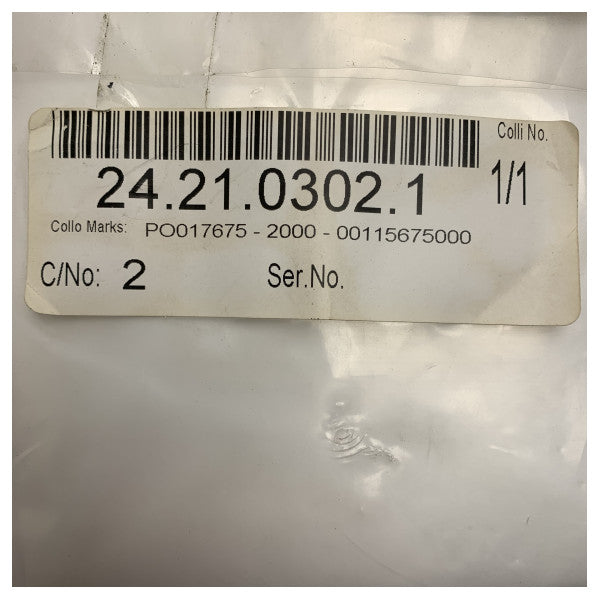 Colli No.
24.21.0302.1 1/1
Collo Marks: PO017675 - 2000 - 00115675000
C/No: 2 Ser.No.